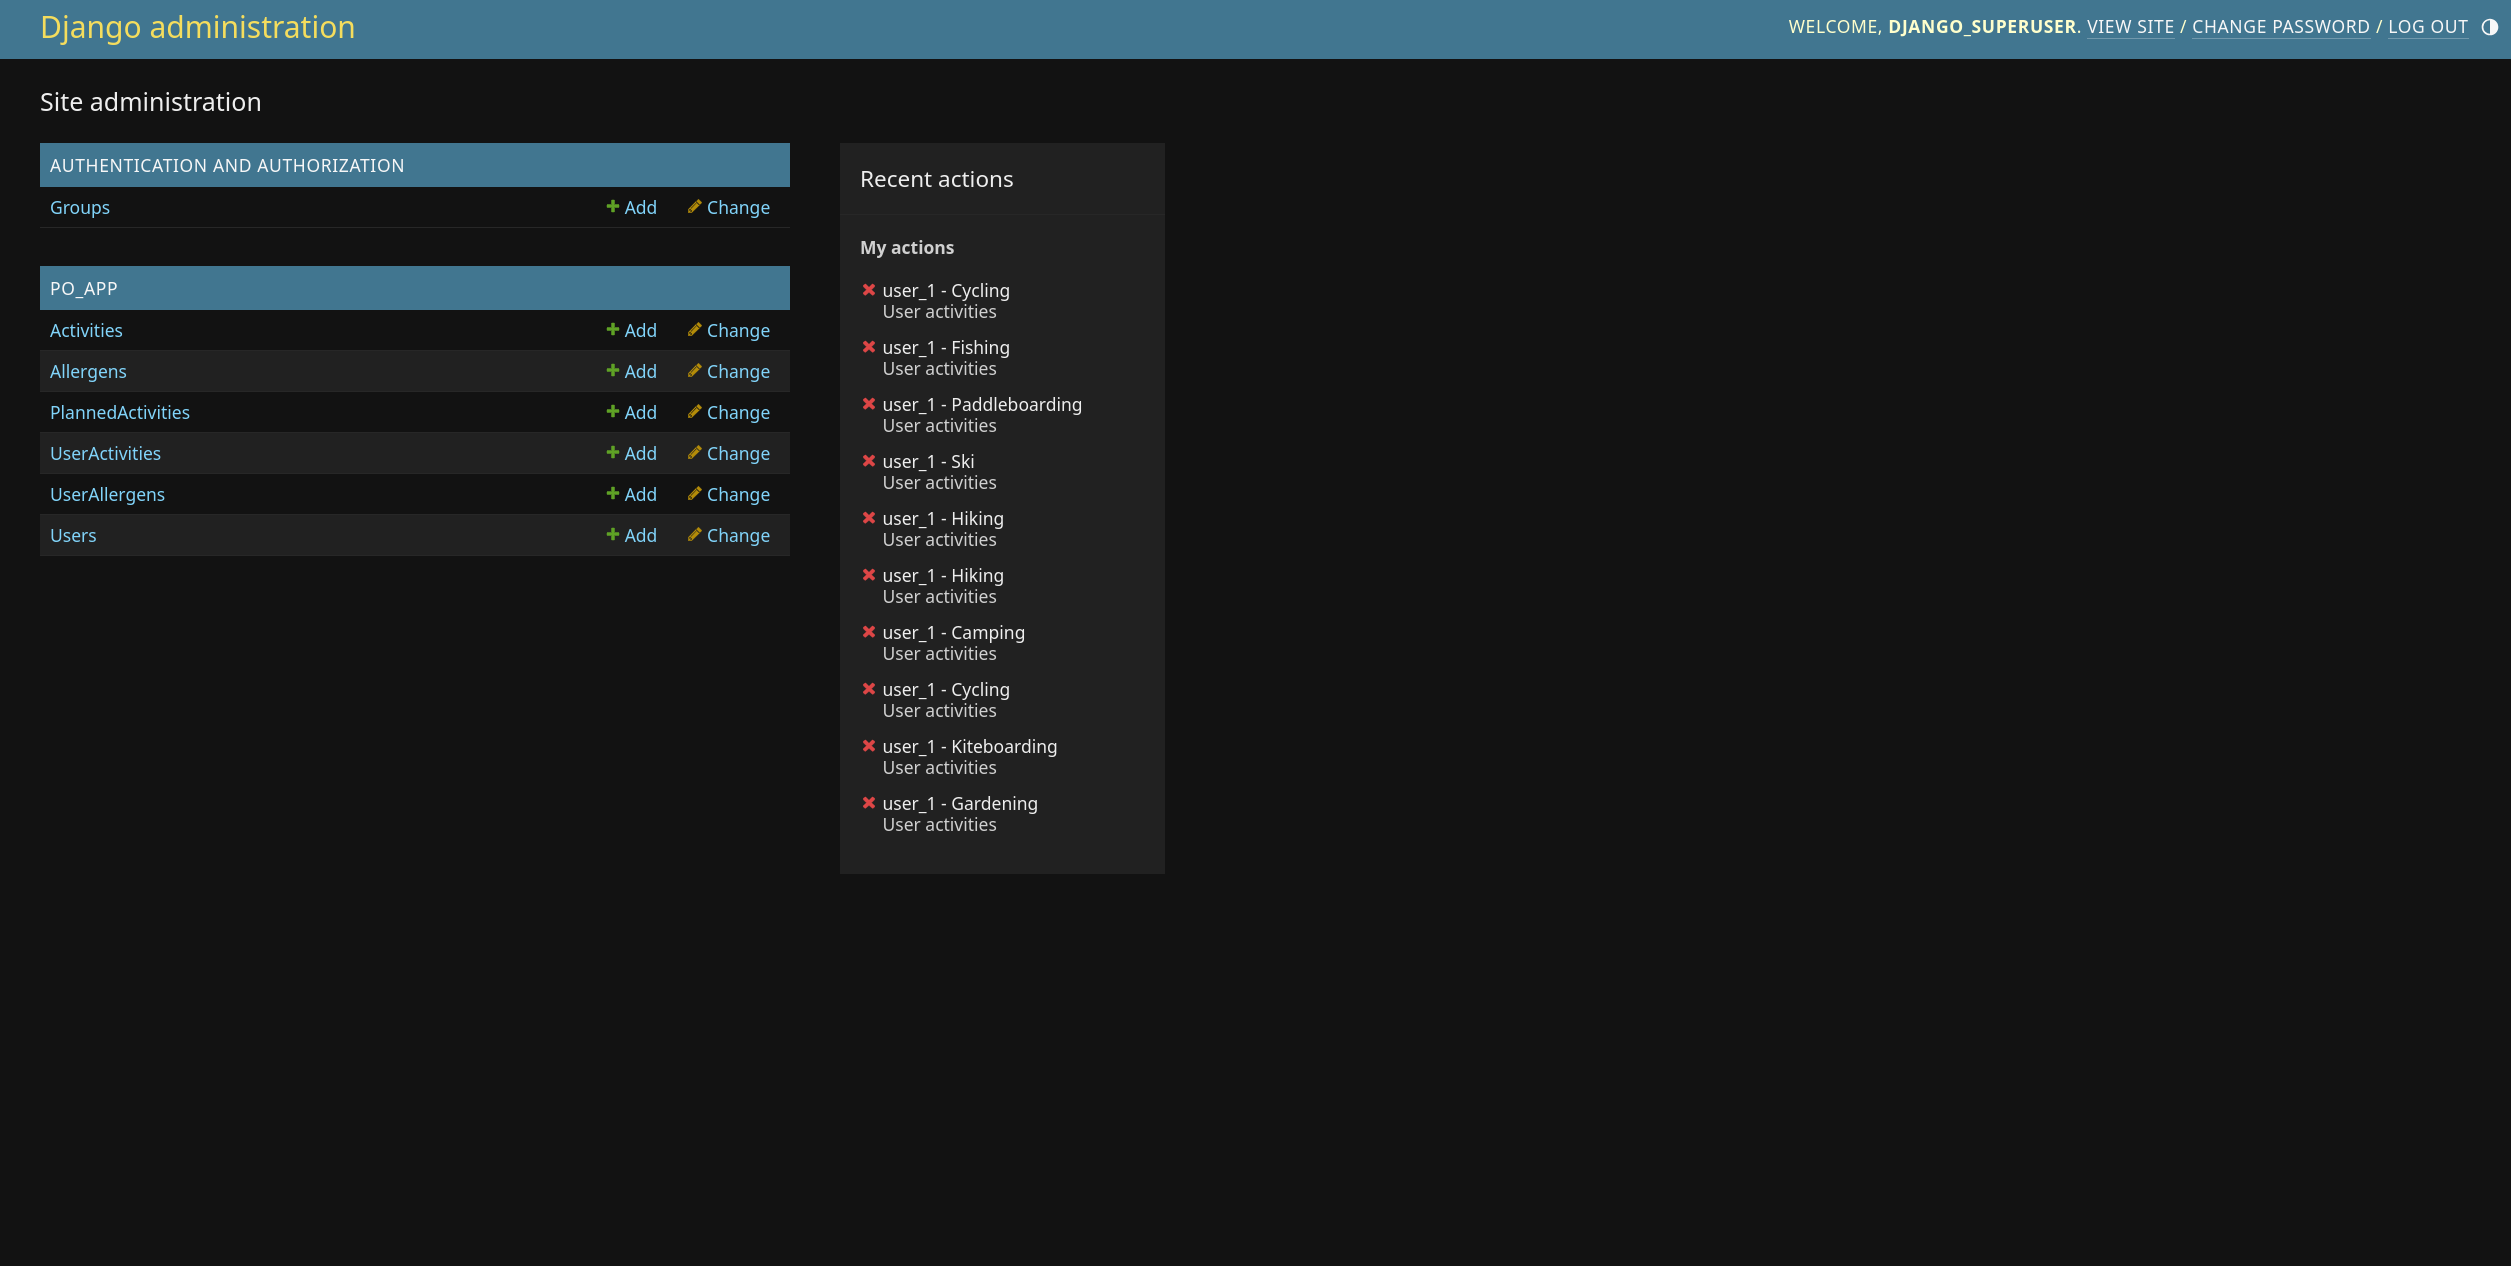 Django administration
WELCOME, DJANGO_SUPERUSER. VIEW SITE / CHANGE PASSWORD / LOG OUT
Site administration
AUTHENTICATION AND AUTHORIZATION
Groups Add Change
PO_APP
Activities Add Change
Allergens Add Change
PlannedActivities Add Change
UserActivities Add Change
UserAllergens Add Change
Users Add Change
Recent actions
My actions
user_1 - Cycling
User activities
user_1 - Fishing
User activities
user_1 - Paddleboarding
User activities
user_1 - Ski
User activities
user_1 - Hiking
User activities
user_1 - Hiking
User activities
user_1 - Camping
User activities
user_1 - Cycling
User activities
user_1 - Kiteboarding
User activities
user_1 - Gardening
User activities